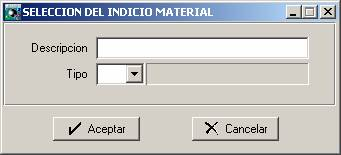 SELECCION DEL INDICIO MATERIAL
Descripcion
Tipo
Aceptar
Cancelar